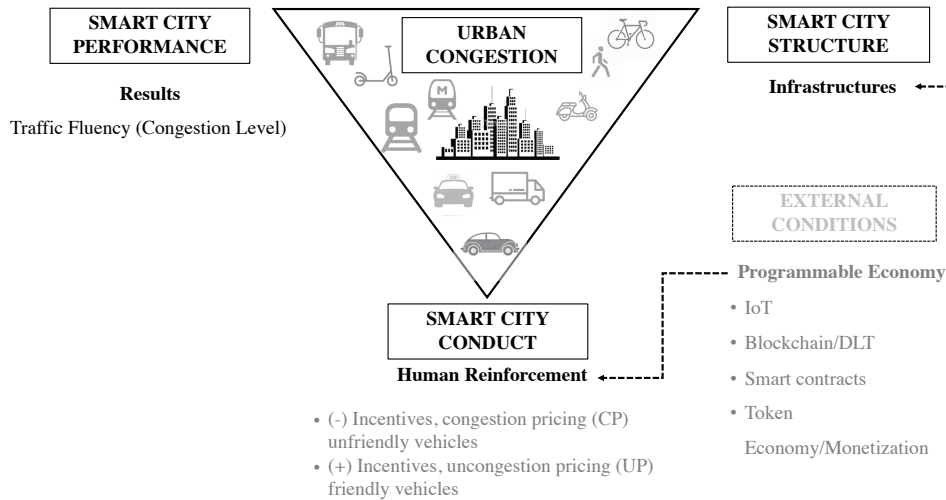 SMART CITY
PERFORMANCE
Results
Traffic Fluency (Congestion Level)
URBAN
CONGESTION
M
TAXI
SMART CITY
STRUCTURE
Infrastructures
EXTERNAL
CONDITIONS
Programmable Economy
• IoT
• Blockchain/DLT
• Smart contracts
• Token
Economy/Monetization
SMART CITY
CONDUCT
Human Reinforcement
• (-) Incentives, congestion pricing (CP)
unfriendly vehicles
• (+) Incentives, uncongestion pricing (UP)
friendly vehicles